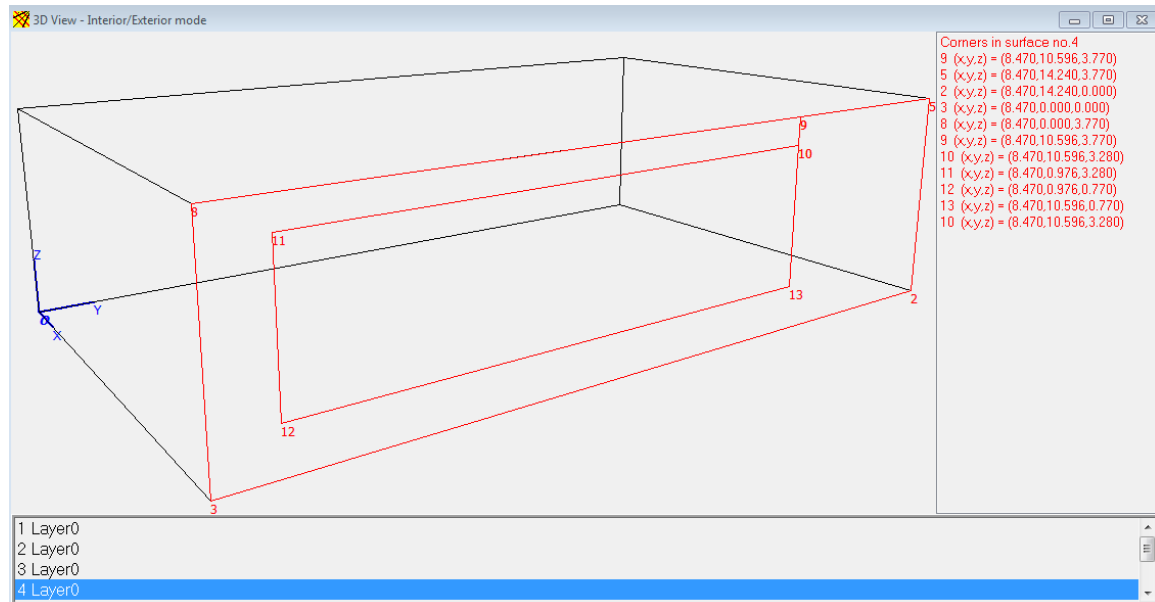 3D View - Interior/Exterior mode
Corners in surface no.4
9 (x,y,z) = (8.470,10.596,3.770)
5 (x,y,z) = (8.470,14.240,3.770)
2 (x,y,z) = (8.470,14.240,0.000)
3 (x,y,z) = (8.470,0.000,0.000)
8 (x,y,z) = (8.470,0.000,3.770)
9 (x,y,z) = (8.470,10.596,3.770)
10 (x,y,z) = (8.470,10.596,3.280)
11 (x,y,z) = (8.470,0.976,3.280)
12 (x,y,z) = (8.470,0.976,0.770)
13 (x,y,z) = (8.470,10.596,0.770)
10 (x,y,z) = (8.470,10.596,3.280)
5
9
10
8
11
Z
13
2
Y
O
X
12
3
1 Layer0
2 Layer0
3 Layer0
4 Layer0